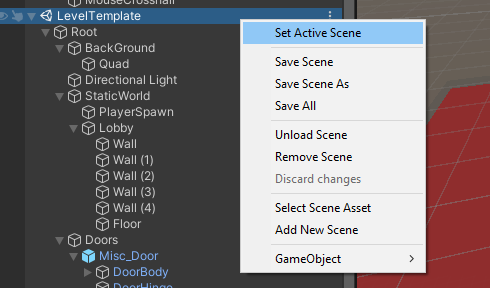 MouseCrosshair
LevelTemplate
Root
BackGround
Quad
Directional Light
StaticWorld
PlayerSpawn
Lobby
Wall
Wall (1)
Wall (2)
Wall (3)
Wall (4)
Floor
Doors
Misc_Door
DoorBody
DoorHinge
Set Active Scene
Save Scene
Save Scene As
Save All
Unload Scene
Remove Scene
Discard changes
Select Scene Asset
Add New Scene
GameObject